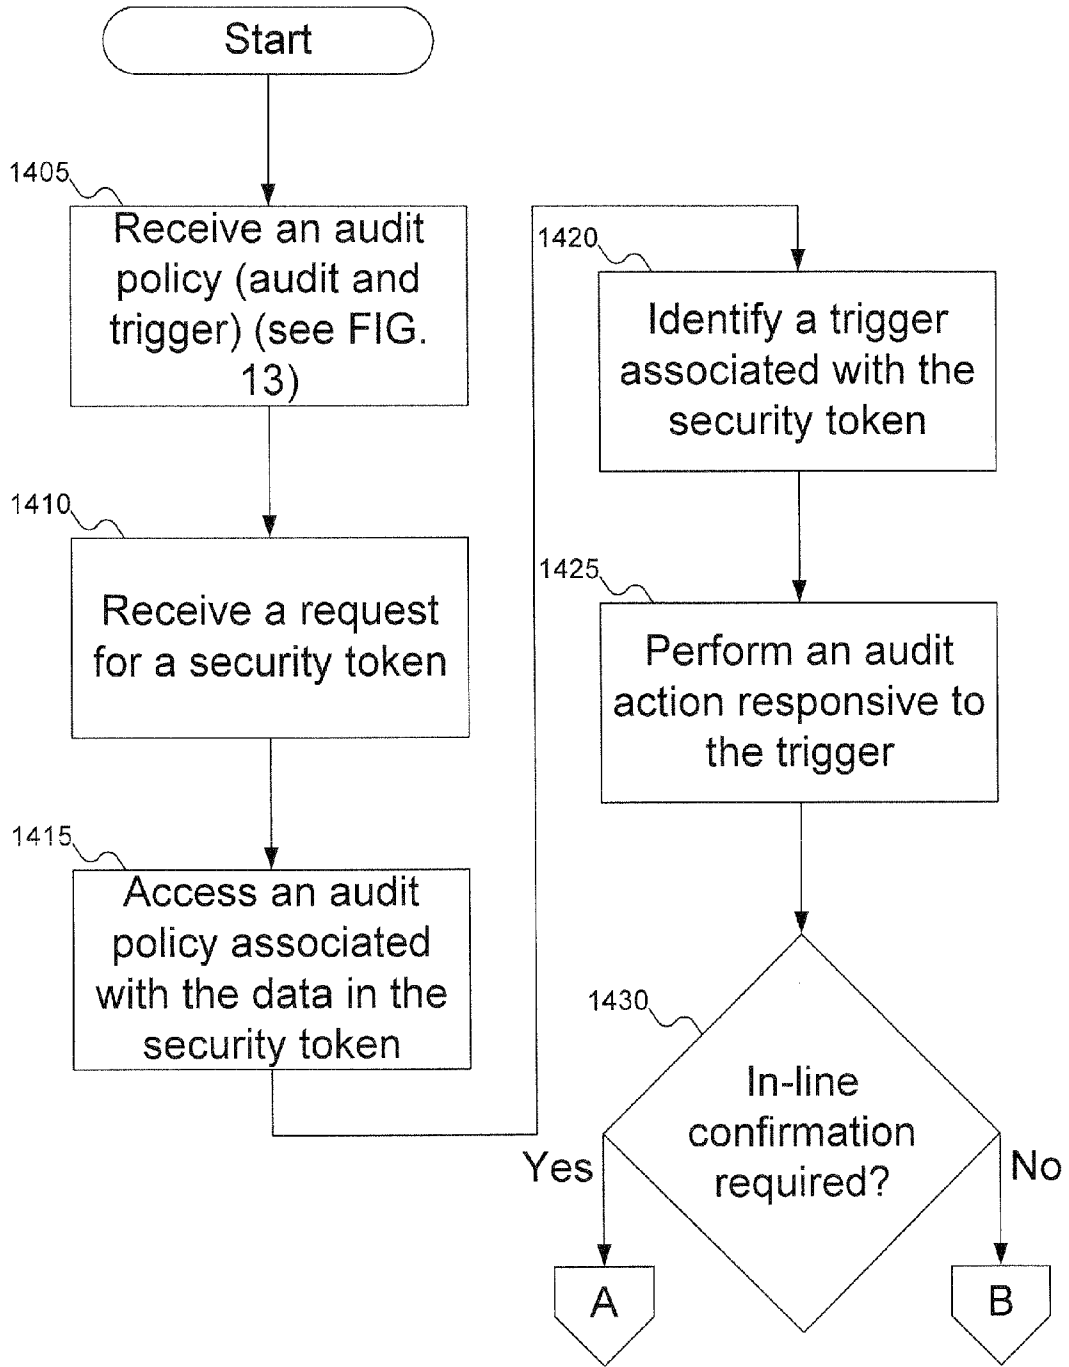 Start
1405
Receive an audit
policy (audit and
trigger) (see FIG.
13)
1410
Receive a request
for a security token
1415
Access an audit
policy associated
with the data in the
security token
1420
Identify a trigger
associated with the
security token
1425
Perform an audit
action responsive to
the trigger
1430
In-line
confirmation
required?
Yes
No
A
B